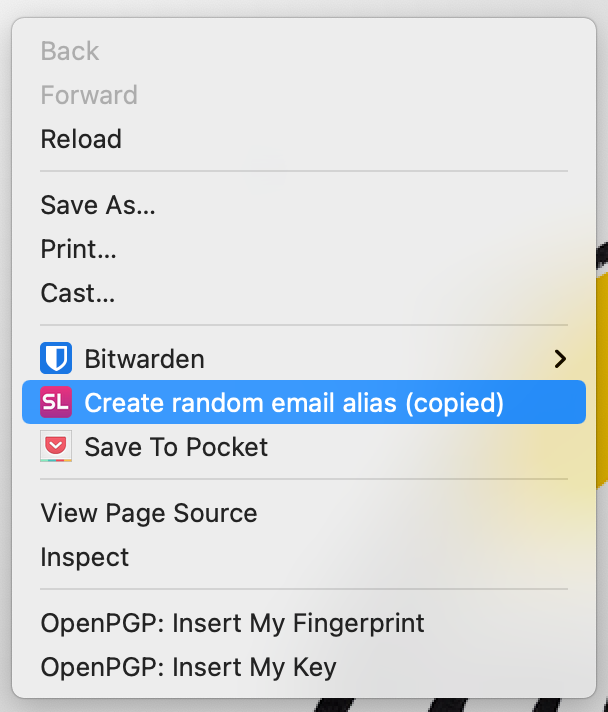 Back
Forward
Reload
Save As...
Print...
Cast...
Bitwarden
SL Create random email alias (copied)
Save To Pocket
View Page Source
Inspect
OpenPGP: Insert My Fingerprint
OpenPGP: Insert My Key